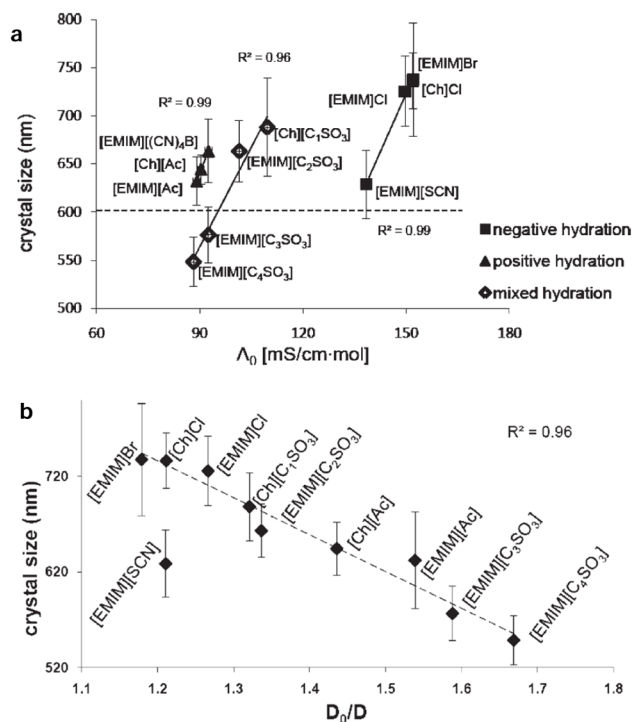 a
800
750
700
650
600
550
500
crystal size (nm)
60
90
120
150
180
Λ₀ [mS/cm·mol]
R² = 0.96
R² = 0.99
R² = 0.99
[EMIM][(CN)₄B]
[Ch][Ac]
[EMIM][Ac]
[Ch][C₁SO₃]
[EMIM][C₂SO₃]
[EMIM][C₃SO₃]
[EMIM][C₄SO₃]
[EMIM]Br
[EMIM]Cl
[Ch]Cl
[EMIM][SCN]
negative hydration
positive hydration
mixed hydration
b
R² = 0.96
720
620
520
crystal size (nm)
[EMIM]Br
[Ch]Cl
[EMIM]Cl
[Ch][C₁SO₃]
[EMIM][C₂SO₃]
[EMIM][SCN]
[Ch][Ac]
[EMIM][Ac]
[EMIM][C₃SO₃]
[EMIM][C₄SO₃]
1.1
1.2
1.3
1.4
1.5
1.6
1.7
1.8
D₀/D